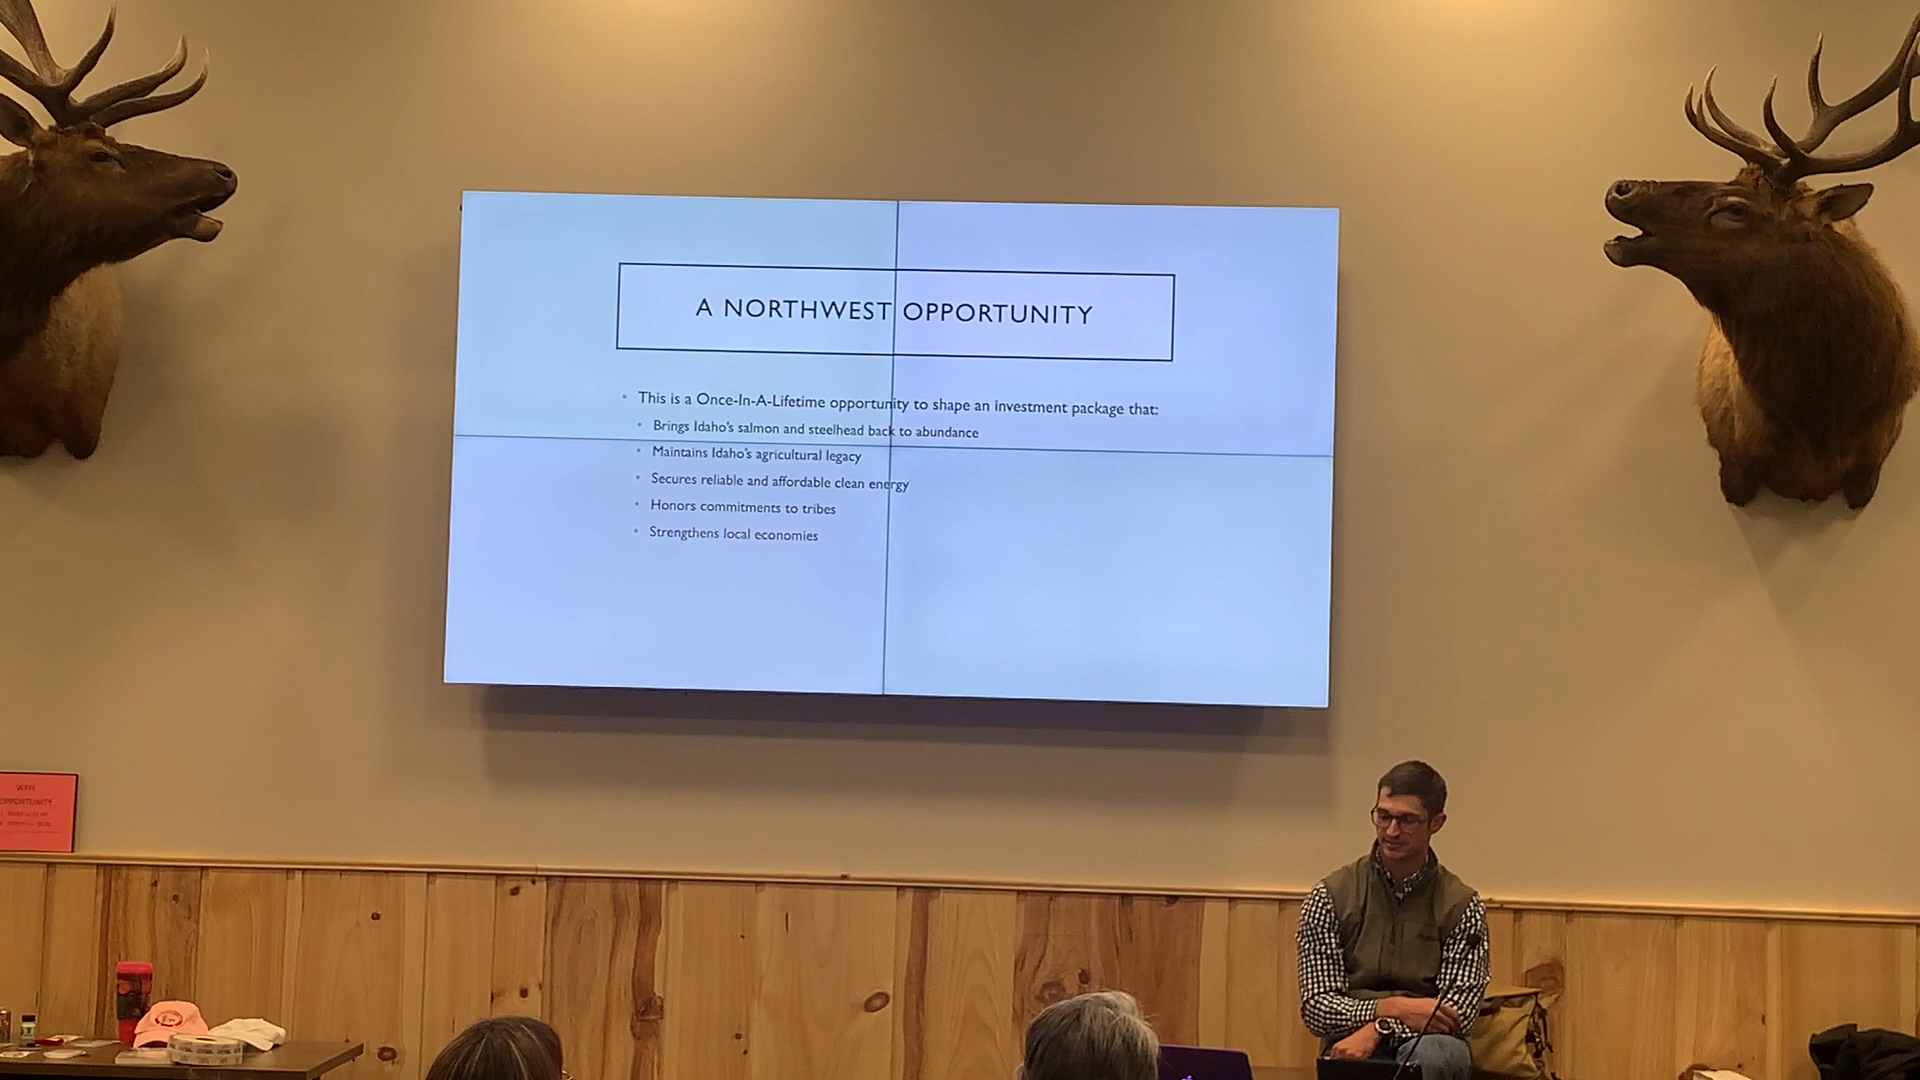 A NORTHWEST OPPORTUNITY
This is a Once-In-A-Lifetime opportunity to shape an investment package that:
Brings Idaho's salmon and steelhead back to abundance
Maintains Idaho's agricultural legacy
Secures reliable and affordable clean energy
Honors commitments to tribes
Strengthens local economies
OPPORTUNITY